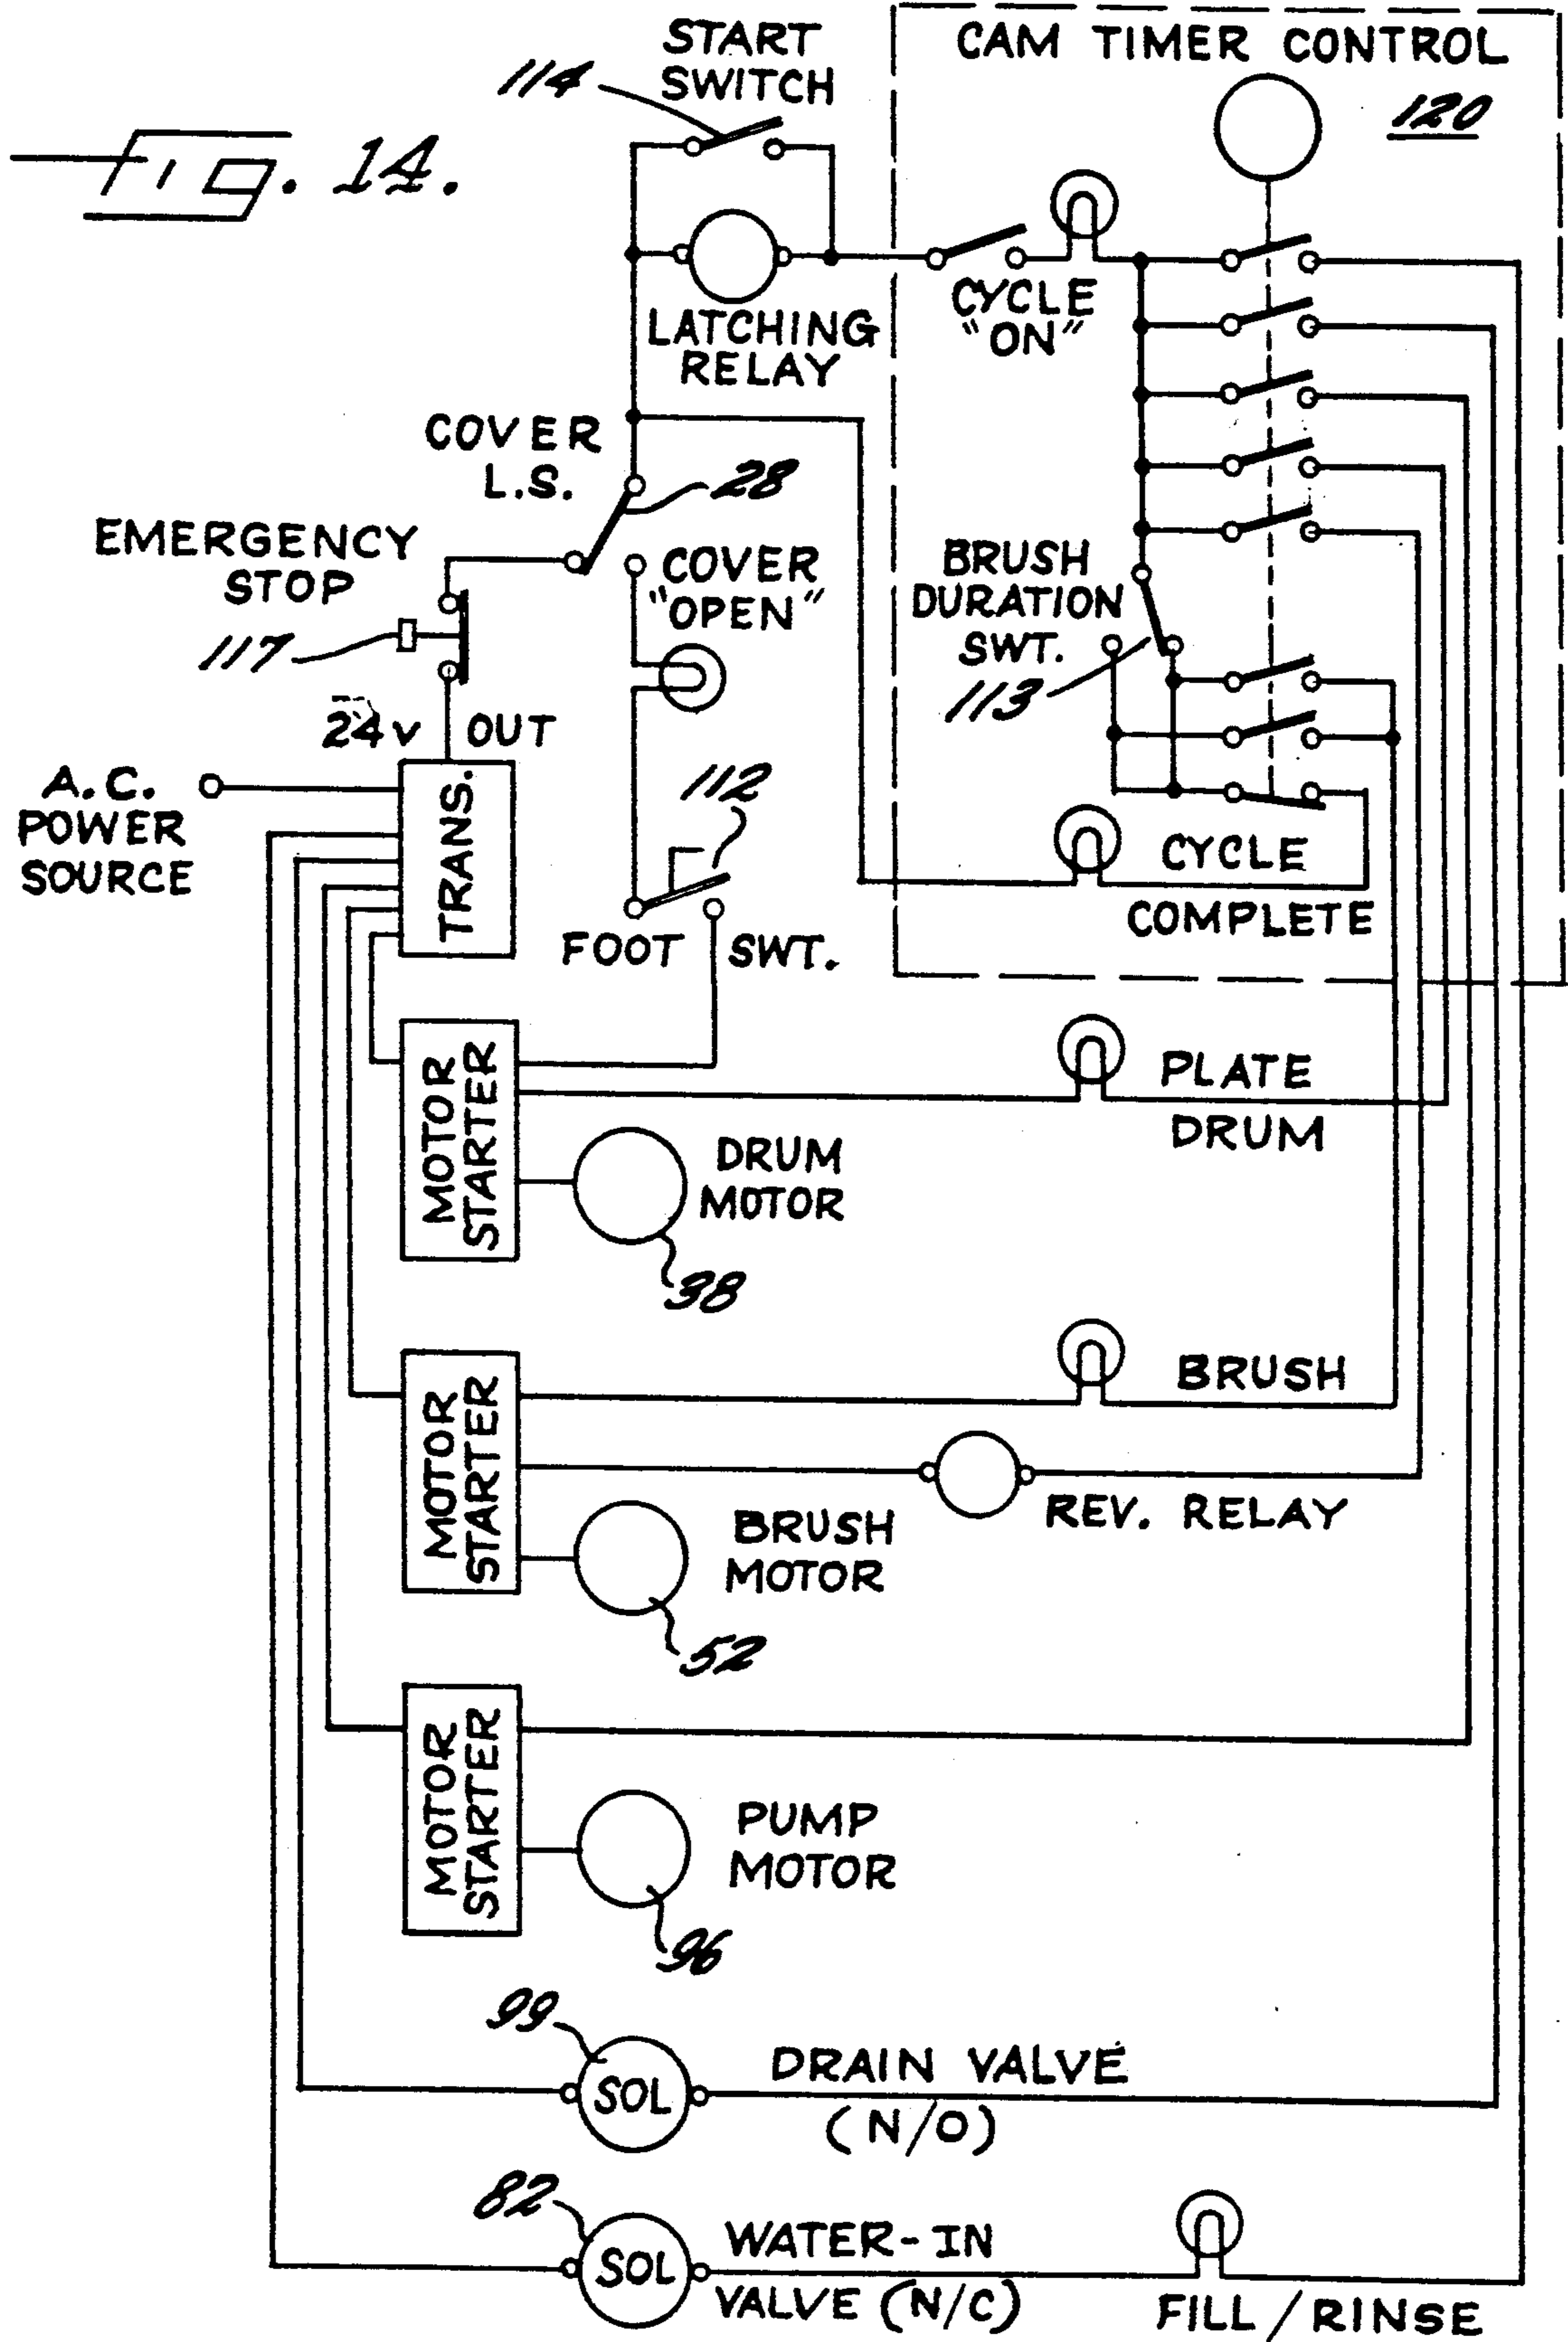 Fig. 14.
START
SWITCH
114
CAM TIMER CONTROL
120
CYCLE
"ON"
LATCHING
RELAY
COVER
L.S.
28
EMERGENCY
STOP
COVER
"OPEN"
BRUSH
DURATION
SWT.
113
117
24V OUT
A.C.
POWER
SOURCE
TRANS.
112
FOOT SWT.
CYCLE
COMPLETE
MOTOR
STARTER
PLATE
DRUM
DRUM
MOTOR
38
MOTOR
STARTER
BRUSH
REV. RELAY
BRUSH
MOTOR
52
MOTOR
STARTER
PUMP
MOTOR
96
99
SOL
DRAIN VALVE
(N/O)
82
SOL
WATER-IN
VALVE (N/C)
FILL / RINSE